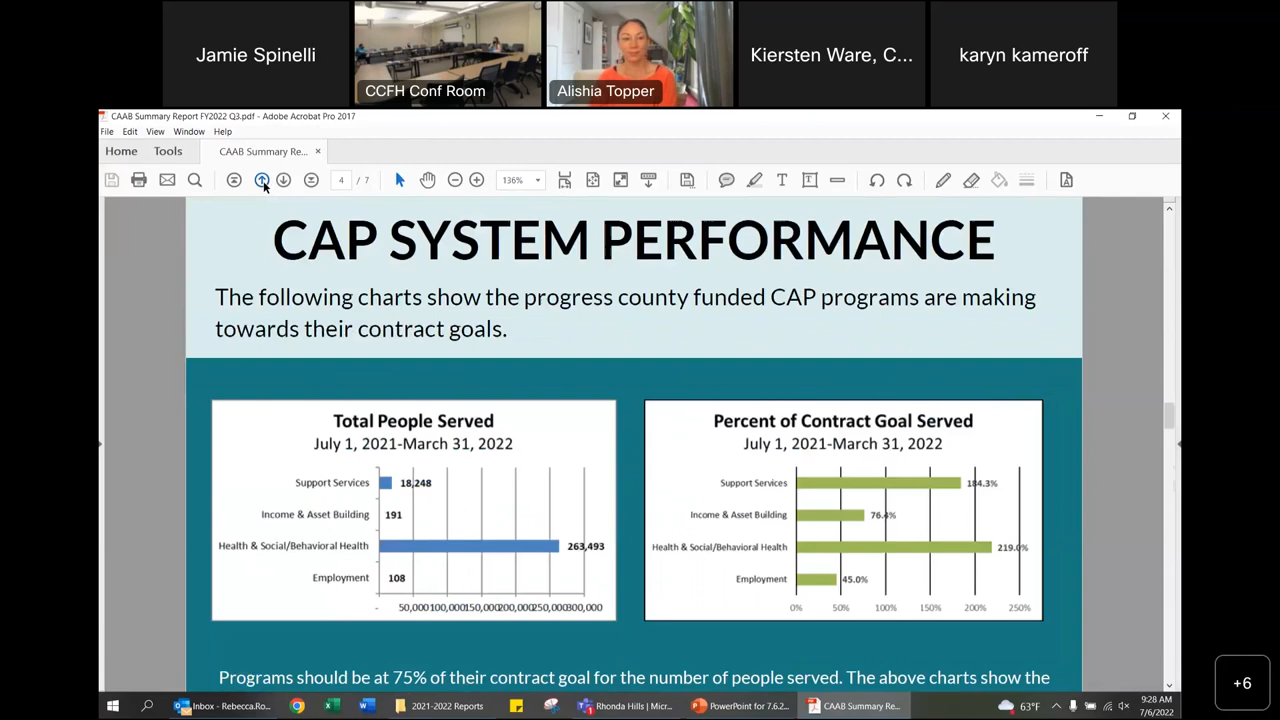 Jamie Spinelli
CCFH Conf Room
Alishia Topper
Kiersten Ware, C...
karyn kameroff
CAAB Summary Report FY2022 Q3.pdf - Adobe Acrobat Pro 2017
File Edit View Window Help
Home Tools CAAB Summary Re... ×
4 / 7 136%
CAP SYSTEM PERFORMANCE
The following charts show the progress county funded CAP programs are making
towards their contract goals.
Total People Served
July 1, 2021-March 31, 2022
Support Services 18,248
Income & Asset Building 191
Health & Social/Behavioral Health 263,493
Employment 108
- 50,000 100,000 150,000 200,000 250,000 300,000
Percent of Contract Goal Served
July 1, 2021-March 31, 2022
Support Services 184.3%
Income & Asset Building 76.4%
Health & Social/Behavioral Health 219.0%
Employment 45.0%
0% 50% 100% 150% 200% 250%
Programs should be at 75% of their contract goal for the number of people served. The above charts show the
+6
Inbox - Rebecca.Ro... 2021-2022 Reports Rhonda Hills | Micr... PowerPoint for 7.6.2... CAAB Summary Re... 63°F
9:28 AM
7/6/2022